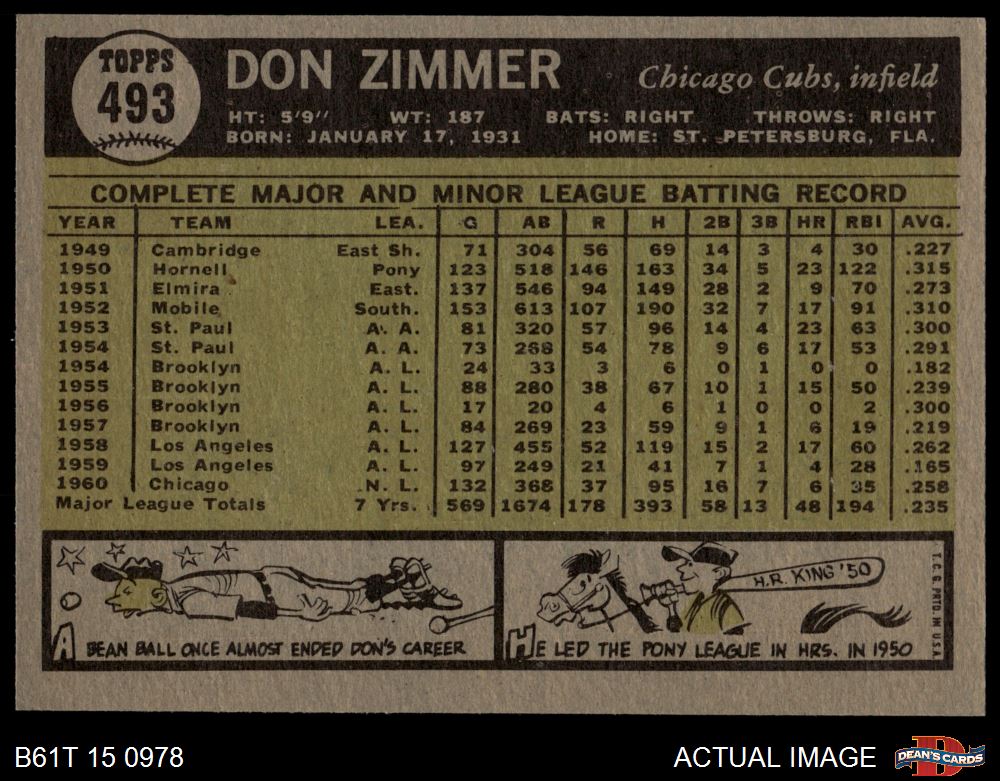 TOPPS
493
DON ZIMMER
Chicago Cubs, infield
HT: 5'9" WT: 187 BATS: RIGHT THROWS: RIGHT
BORN: JANUARY 17, 1931 HOME: ST. PETERSBURG, FLA.
COMPLETE MAJOR AND MINOR LEAGUE BATTING RECORD
YEAR TEAM LEA. G AB R H 2B 3B HR RBI AVG.
1949 Cambridge East Sh. 71 304 56 69 14 3 4 30 .227
1950 Hornell Pony 123 518 146 163 34 5 23 122 .315
1951 Elmira East. 137 546 94 149 28 2 9 70 .273
1952 Mobile South. 153 613 107 190 32 7 17 91 .310
1953 St. Paul A. A. 81 320 57 96 14 4 23 63 .300
1954 St. Paul A. A. 73 268 54 78 9 6 17 53 .291
1954 Brooklyn A. L. 24 33 3 6 0 1 0 0 .182
1955 Brooklyn A. L. 88 280 38 67 10 1 15 50 .239
1956 Brooklyn A. L. 17 20 4 6 1 0 0 2 .300
1957 Brooklyn A. L. 84 269 23 59 9 1 6 19 .219
1958 Los Angeles A. L. 127 455 52 119 15 2 17 60 .262
1959 Los Angeles A. L. 97 249 21 41 7 1 4 28 .165
1960 Chicago N. L. 132 368 37 95 16 7 6 35 .258
Major League Totals 7 Yrs. 569 1674 178 393 58 13 48 194 .235
A BEAN BALL ONCE ALMOST ENDED DON'S CAREER
H.R. KING '50
HE LED THE PONY LEAGUE IN HRS. IN 1950
T.C.G. PRTD. IN U.S.A.
B61T 15 0978
ACTUAL IMAGE
D
DEAN'S CARDS